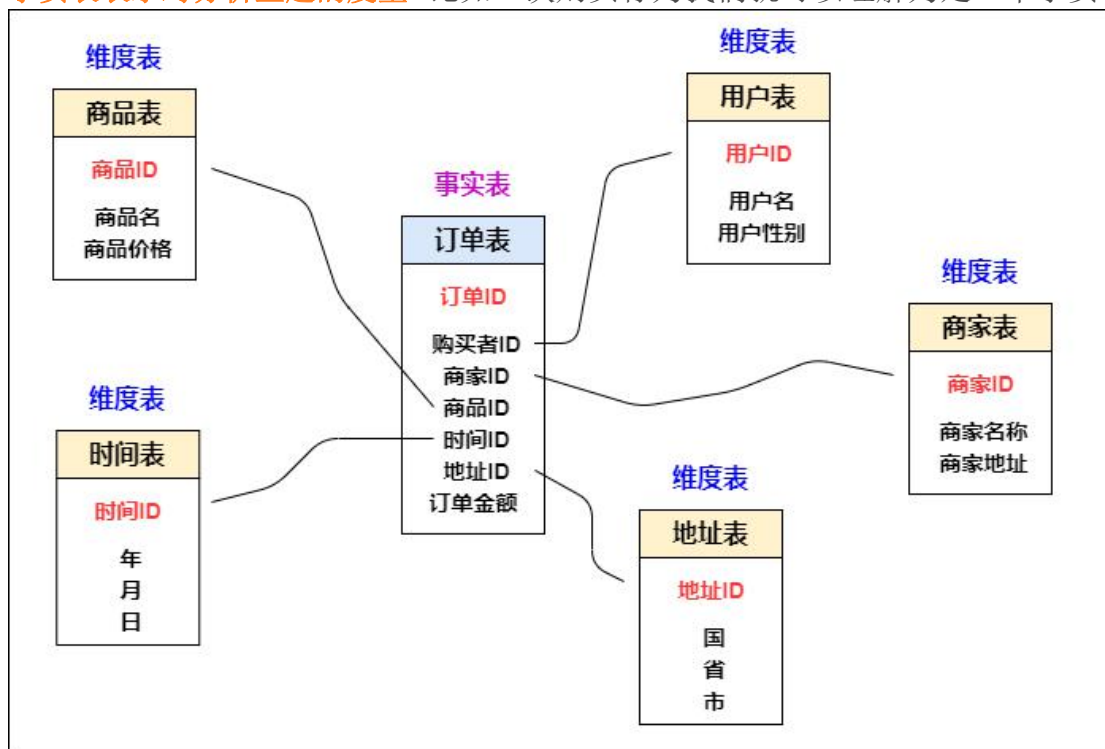 维度表
商品表
商品ID
商品名
商品价格
维度表
用户表
用户ID
用户名
用户性别
事实表
订单表
订单ID
购买者ID
商家ID
商品ID
时间ID
地址ID
订单金额
维度表
商家表
商家ID
商家名称
商家地址
维度表
时间表
时间ID
年
月
日
维度表
地址表
地址ID
国
省
市